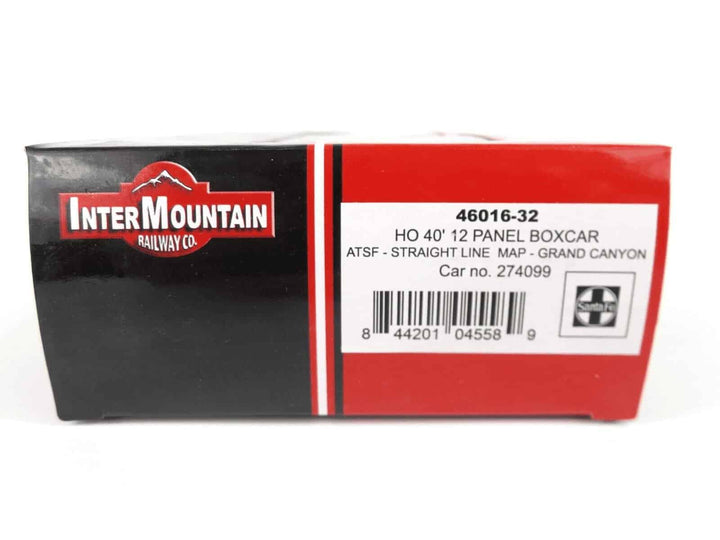 INTERMOUNTAIN
RAILWAY CO.
46016-32
HO 40' 12 PANEL BOXCAR
ATSF - STRAIGHT LINE MAP - GRAND CANYON
Car no. 274099
8 44201 04558 9
Santa Fe